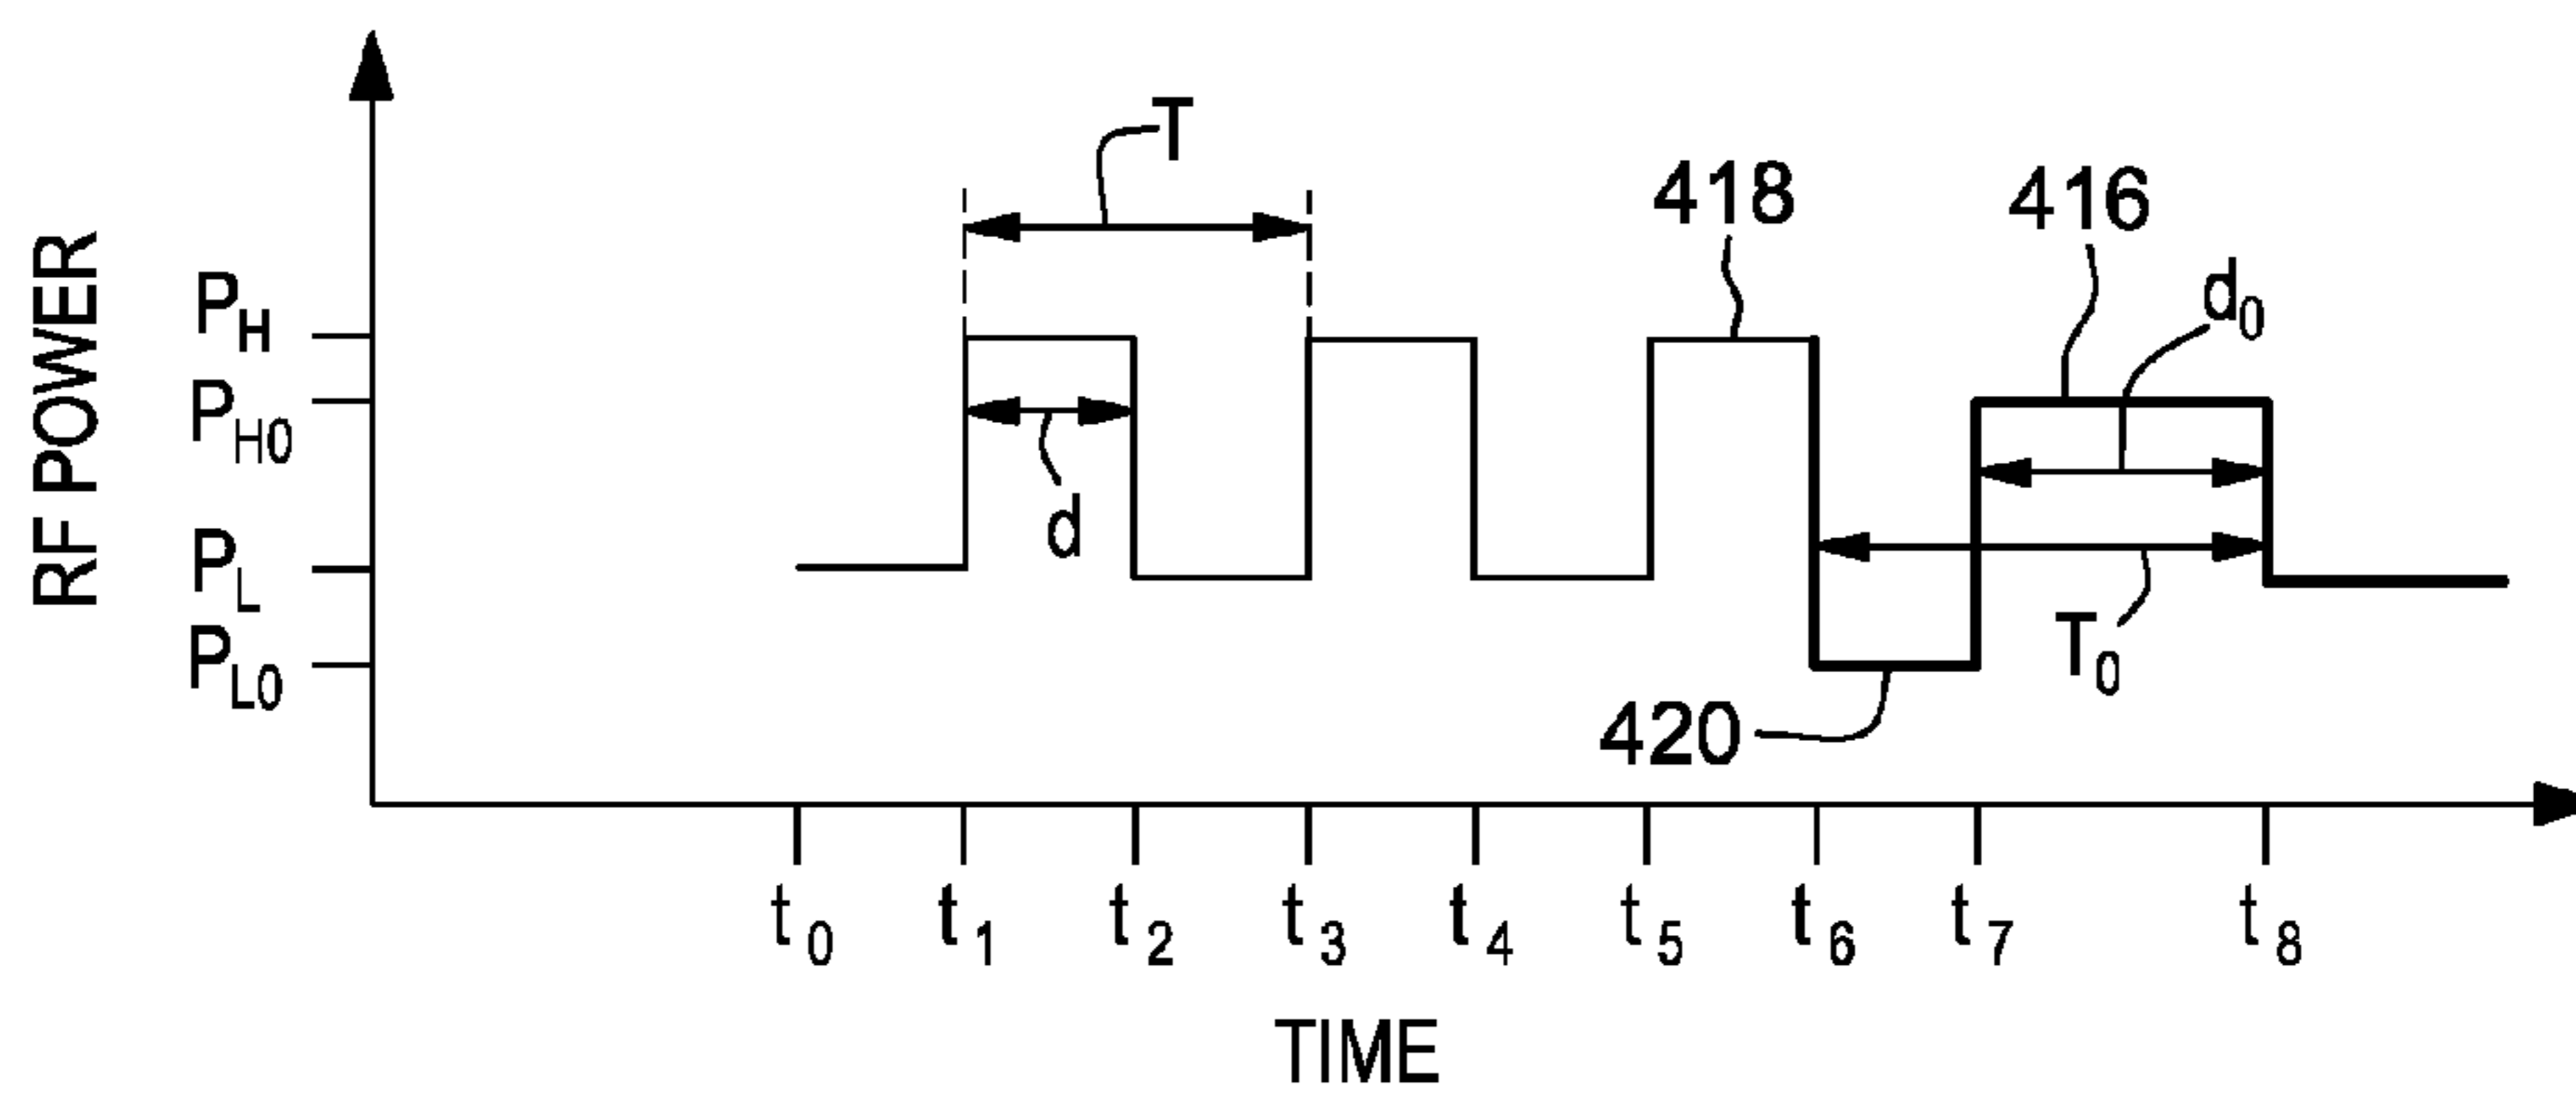 T
418
416
d0
RF POWER
PH
PH0
d
PL
PL0
T0
420
t0 t1 t2 t3 t4 t5 t6 t7 t8
TIME